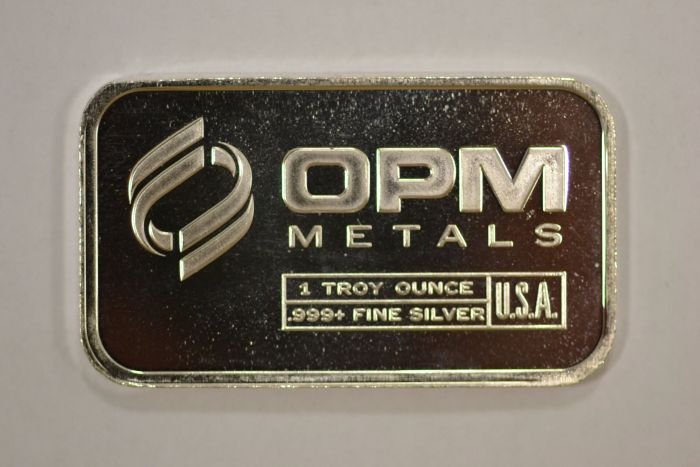 OPM
METALS
1 TROY OUNCE
.999+ FINE SILVER
U.S.A.